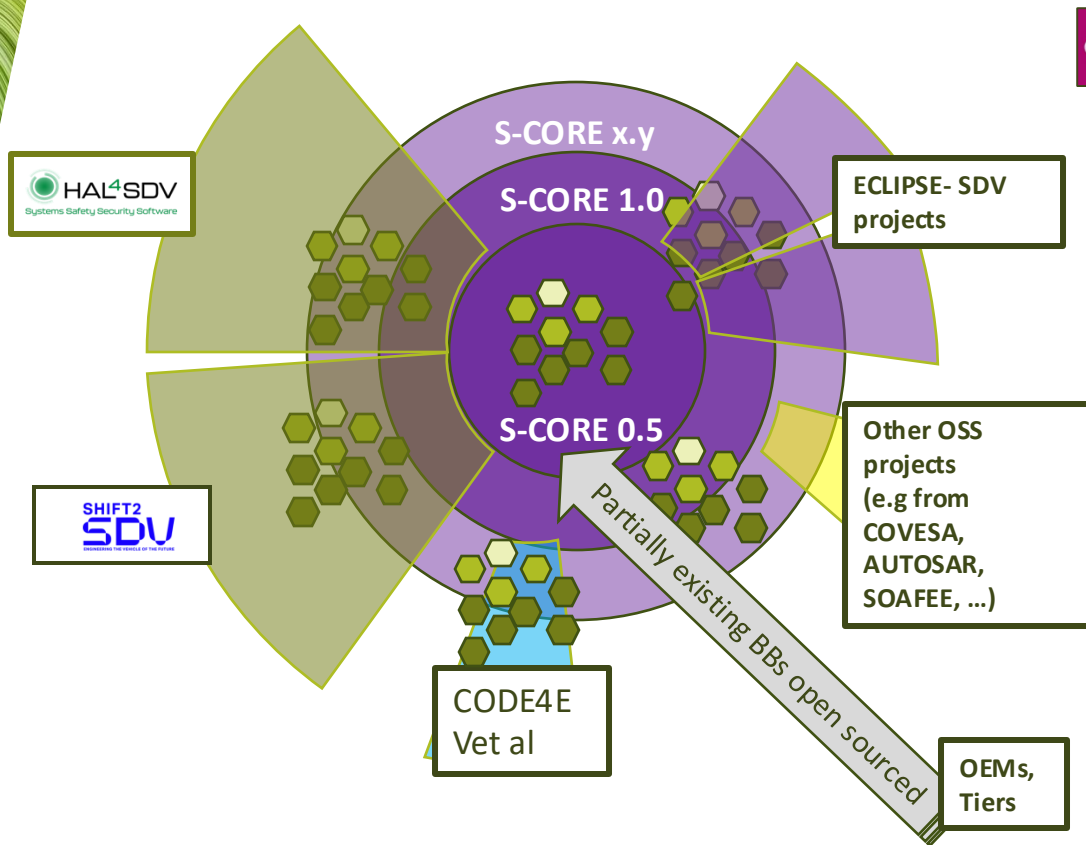 S-CORE x.y
S-CORE 1.0
HAL4SDV
Systems Safety Security Software
ECLIPSE- SDV
projects
S-CORE 0.5
Other OSS
projects
(e.g from
COVESA,
AUTOSAR,
SOAFEE, …)
SHIFT2
SDV
ENGINEERING THE VEHICLE OF THE FUTURE
Partially existing BBs open sourced
CODE4E
Vet al
OEMs,
Tiers